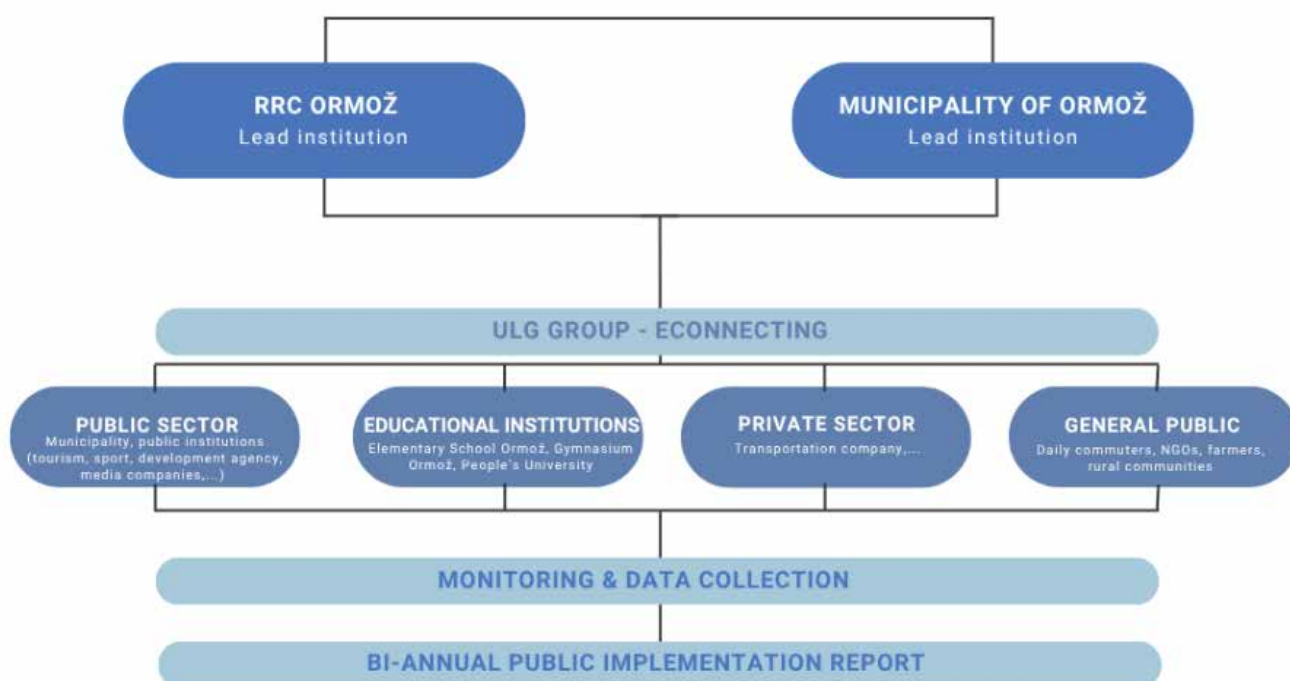 RRC ORMOŽ
Lead institution
MUNICIPALITY OF ORMOŽ
Lead institution
ULG GROUP - ECONNECTING
PUBLIC SECTOR
Municipality, public institutions
(tourism, sport, development agency,
media companies,...)
EDUCATIONAL INSTITUTIONS
Elementary School Ormož, Gymnasium
Ormož, People's University
PRIVATE SECTOR
Transportation company,...
GENERAL PUBLIC
Daily commuters, NGOs, farmers,
rural communities
MONITORING & DATA COLLECTION
BI-ANNUAL PUBLIC IMPLEMENTATION REPORT